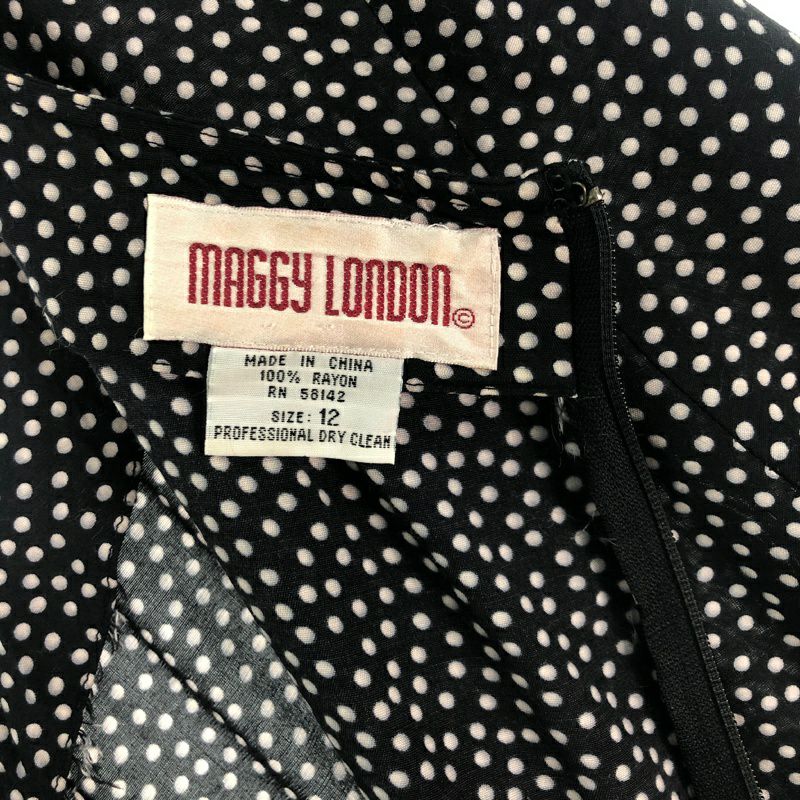 MAGGY LONDON©
MADE IN CHINA
100% RAYON
RN 58142
SIZE: 12
PROFESSIONAL DRY CLEAN